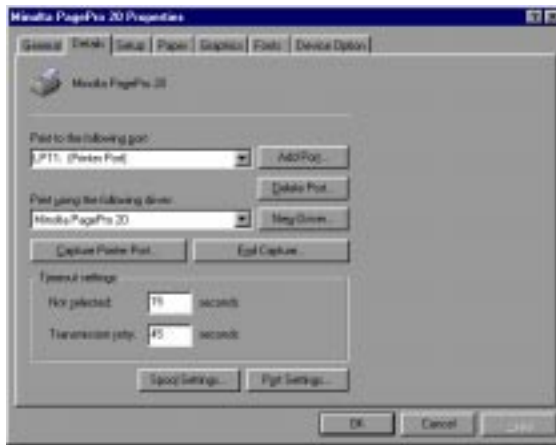 Minolta PagePro 20 Properties
General Details Setup Paper Graphics Fonts Device Option
Minolta PagePro 20
Print to the following port:
LPT1: (Printer Port)
Add Port...
Delete Port...
Print using the following driver:
Minolta PagePro 20
New Driver...
Capture Printer Port... End Capture...
Timeout settings
Not selected: 15 seconds
Transmission retry: 45 seconds
Spool Settings... Port Settings...
OK Cancel Apply